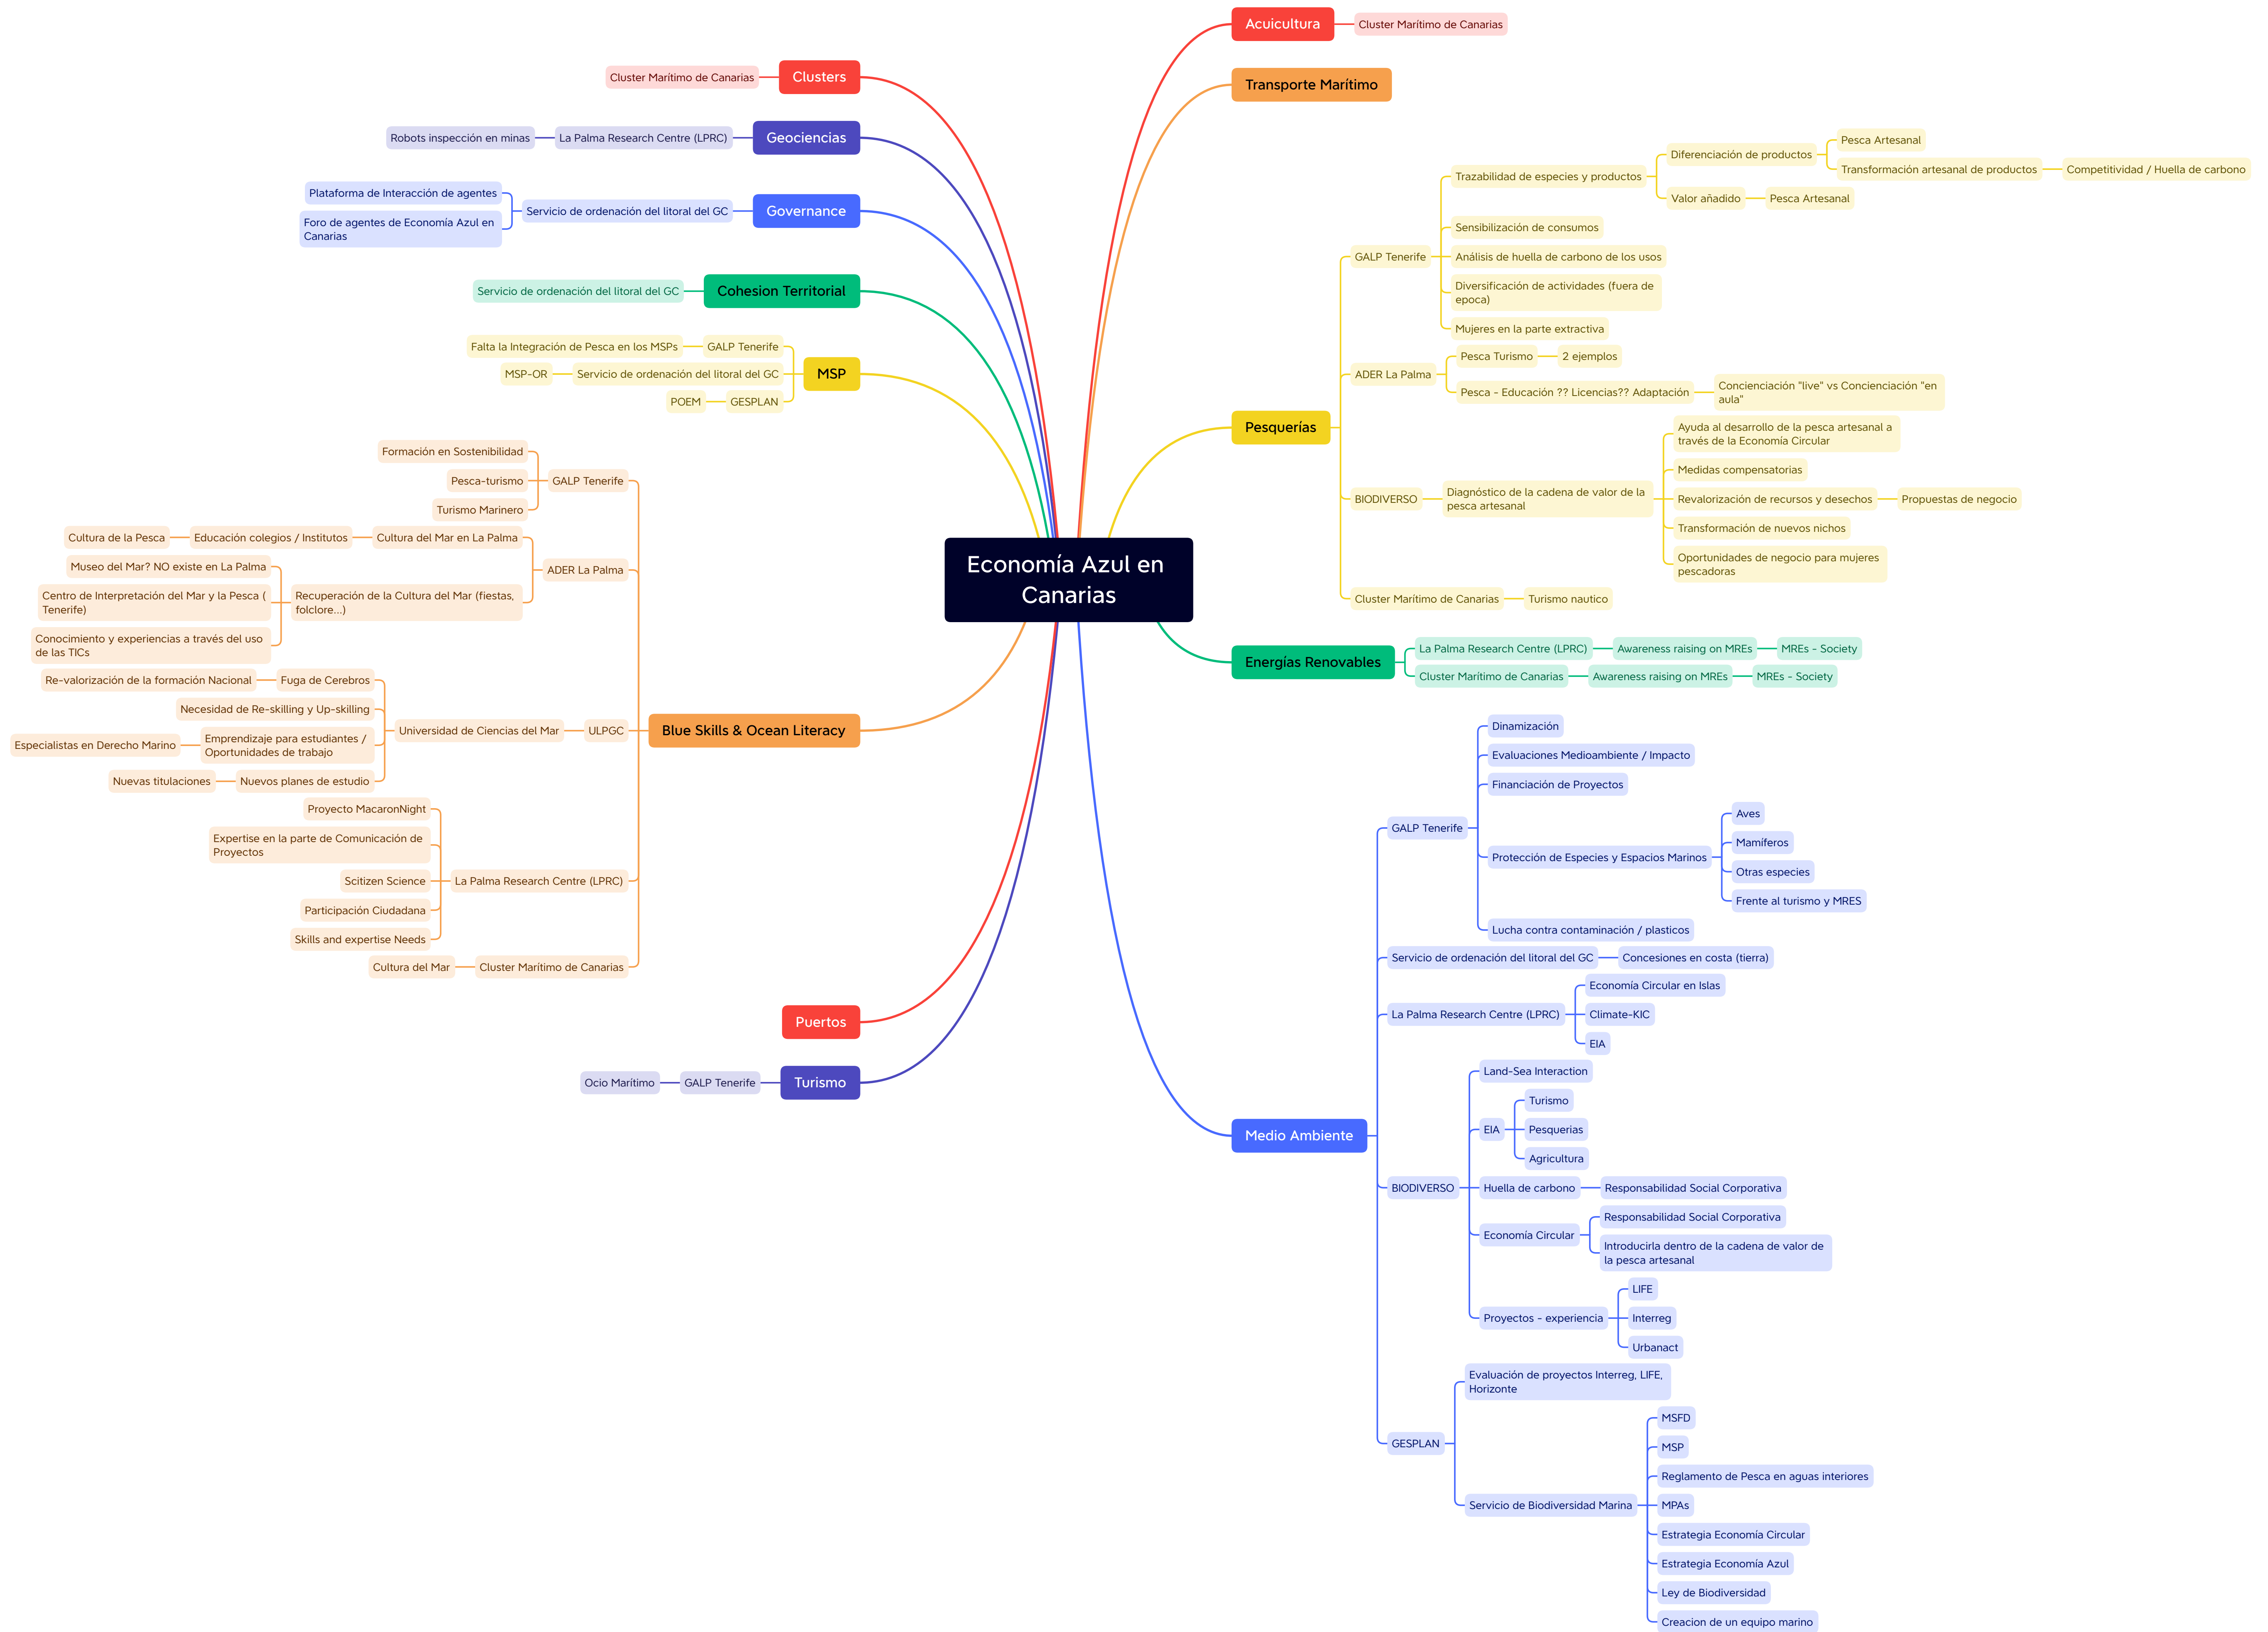 Economía Azul en
Canarias
Acuicultura
Cluster Marítimo de Canarias
Transporte Marítimo
Pesquerías
GALP Tenerife
Trazabilidad de especies y productos
Diferenciación de productos
Pesca Artesanal
Transformación artesanal de productos
Competitividad / Huella de carbono
Valor añadido
Pesca Artesanal
Sensibilización de consumos
Análisis de huella de carbono de los usos
Diversificación de actividades (fuera de
epoca)
Mujeres en la parte extractiva
ADER La Palma
Pesca Turismo
2 ejemplos
Pesca - Educación ?? Licencias?? Adaptación
Concienciación "live" vs Concienciación "en
aula"
BIODIVERSO
Diagnóstico de la cadena de valor de la
pesca artesanal
Ayuda al desarrollo de la pesca artesanal a
través de la Economía Circular
Medidas compensatorias
Revalorización de recursos y desechos
Propuestas de negocio
Transformación de nuevos nichos
Oportunidades de negocio para mujeres
pescadoras
Cluster Marítimo de Canarias
Turismo nautico
Energías Renovables
La Palma Research Centre (LPRC)
Awareness raising on MREs
MREs - Society
Cluster Marítimo de Canarias
Awareness raising on MREs
MREs - Society
Medio Ambiente
GALP Tenerife
Dinamización
Evaluaciones Medioambiente / Impacto
Financiación de Proyectos
Protección de Especies y Espacios Marinos
Aves
Mamíferos
Otras especies
Frente al turismo y MRES
Lucha contra contaminación / plasticos
Servicio de ordenación del litoral del GC
Concesiones en costa (tierra)
La Palma Research Centre (LPRC)
Economía Circular en Islas
Climate-KIC
EIA
BIODIVERSO
Land-Sea Interaction
EIA
Turismo
Pesquerias
Agricultura
Huella de carbono
Responsabilidad Social Corporativa
Economía Circular
Responsabilidad Social Corporativa
Introducirla dentro de la cadena de valor de
la pesca artesanal
Proyectos - experiencia
LIFE
Interreg
Urbanact
GESPLAN
Evaluación de proyectos Interreg, LIFE,
Horizonte
Servicio de Biodiversidad Marina
MSFD
MSP
Reglamento de Pesca en aguas interiores
MPAs
Estrategia Economía Circular
Estrategia Economía Azul
Ley de Biodiversidad
Creacion de un equipo marino
Clusters
Cluster Marítimo de Canarias
Geociencias
La Palma Research Centre (LPRC)
Robots inspección en minas
Governance
Servicio de ordenación del litoral del GC
Plataforma de Interacción de agentes
Foro de agentes de Economía Azul en
Canarias
Cohesion Territorial
Servicio de ordenación del litoral del GC
MSP
GALP Tenerife
Falta la Integración de Pesca en los MSPs
Servicio de ordenación del litoral del GC
MSP-OR
GESPLAN
POEM
Blue Skills & Ocean Literacy
GALP Tenerife
Formación en Sostenibilidad
Pesca-turismo
Turismo Marinero
ADER La Palma
Cultura del Mar en La Palma
Educación colegios / Institutos
Cultura de la Pesca
Recuperación de la Cultura del Mar (fiestas,
folclore...)
Museo del Mar? NO existe en La Palma
Centro de Interpretación del Mar y la Pesca (
Tenerife)
Conocimiento y experiencias a través del uso
de las TICs
ULPGC
Universidad de Ciencias del Mar
Fuga de Cerebros
Re-valorización de la formación Nacional
Necesidad de Re-skilling y Up-skilling
Emprendizaje para estudiantes /
Oportunidades de trabajo
Especialistas en Derecho Marino
Nuevos planes de estudio
Nuevas titulaciones
La Palma Research Centre (LPRC)
Proyecto MacaronNight
Expertise en la parte de Comunicación de
Proyectos
Scitizen Science
Participación Ciudadana
Skills and expertise Needs
Cluster Marítimo de Canarias
Cultura del Mar
Puertos
Turismo
GALP Tenerife
Ocio Marítimo